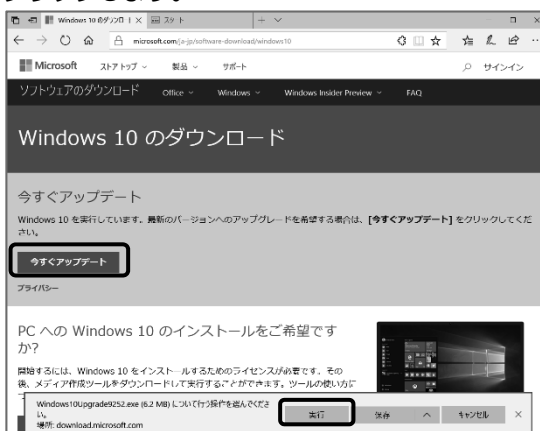 Windows 10 のダウンロード
スタート
microsoft.com/ja-jp/software-download/windows10
Microsoft ストアトップ 製品 サポート サインイン
ソフトウェアのダウンロード Office Windows Windows Insider Preview FAQ
Windows 10 のダウンロード
今すぐアップデート
Windows 10 を実行しています。最新のバージョンへのアップグレードを希望する場合は、[今すぐアップデート] をクリックしてくだ
さい。
今すぐアップデート
プライバシー
PC への Windows 10 のインストールをご希望です
か?
開始するには、Windows 10 をインストールするためのライセンスが必要です。その
後、メディア作成ツールをダウンロードして実行することができます。ツールの使い方に
Windows10Upgrade9252.exe (6.2 MB) について行う操作を選んでくださ
い。
場所: download.microsoft.com
実行 保存 キャンセル